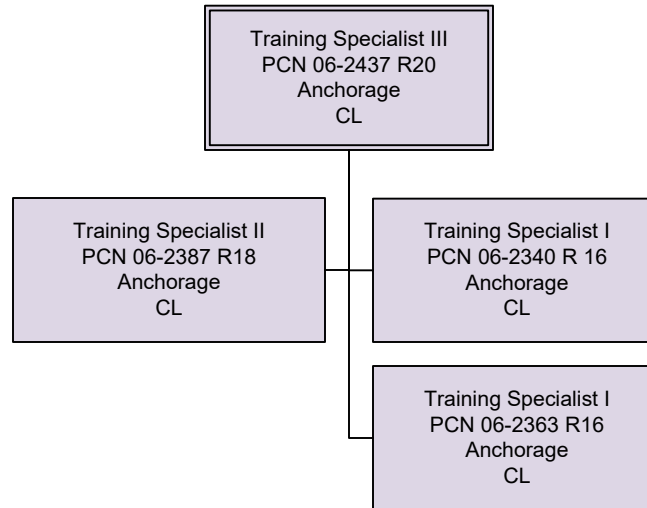 Training Specialist III
PCN 06-2437 R20
Anchorage
CL
Training Specialist II
PCN 06-2387 R18
Anchorage
CL
Training Specialist I
PCN 06-2340 R 16
Anchorage
CL
Training Specialist I
PCN 06-2363 R16
Anchorage
CL